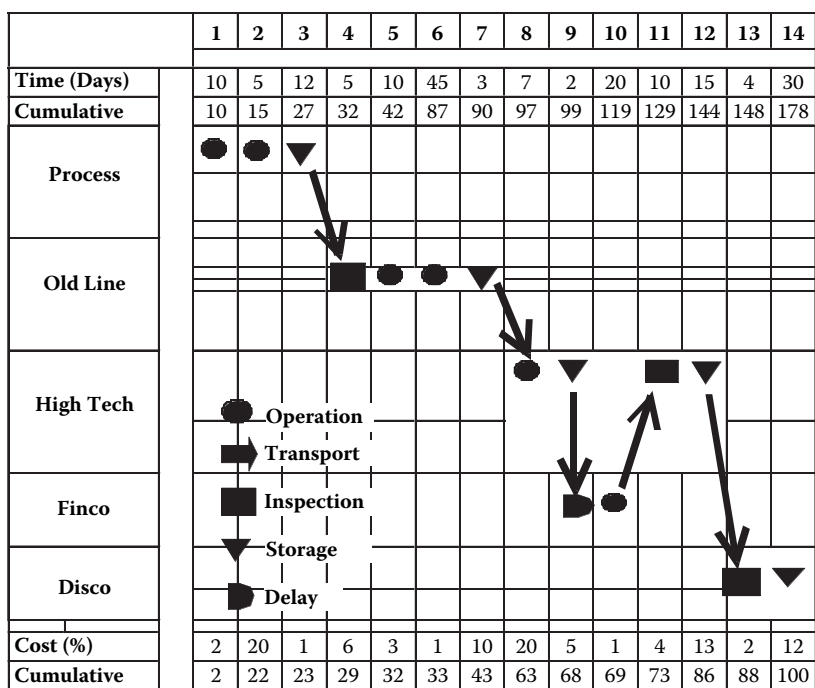 1 2 3 4 5 6 7 8 9 10 11 12 13 14
Time (Days) 10 5 12 5 10 45 3 7 2 20 10 15 4 30
Cumulative 10 15 27 32 42 87 90 97 99 119 129 144 148 178
Process
Old Line
High Tech
Operation
Transport
Finco
Inspection
Storage
Disco
Delay
Cost (%) 2 20 1 6 3 1 10 20 5 1 4 13 2 12
Cumulative 2 22 23 29 32 33 43 63 68 69 73 86 88 100